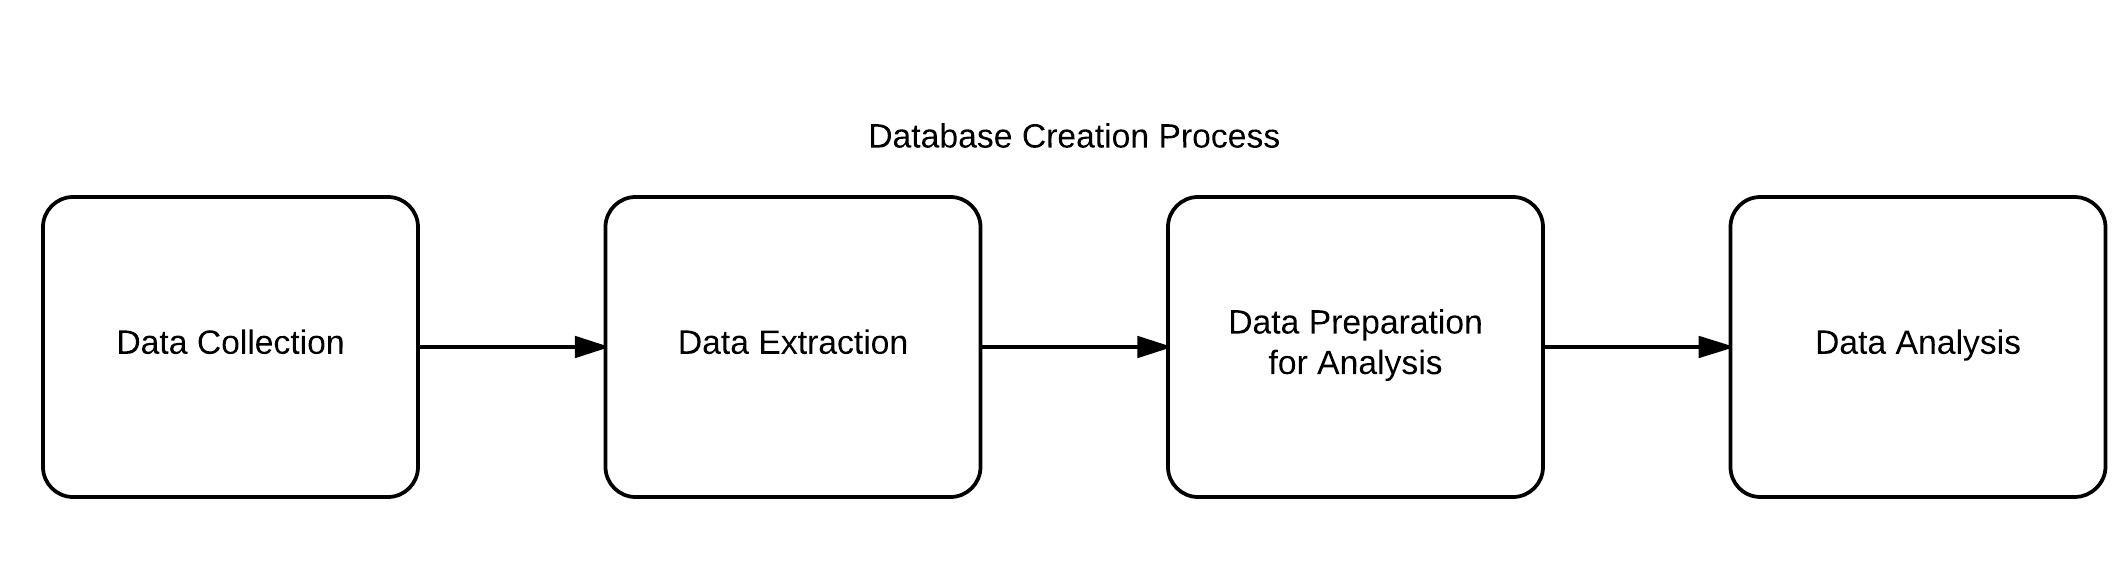 Database Creation Process
Data Collection
Data Extraction
Data Preparation
for Analysis
Data Analysis